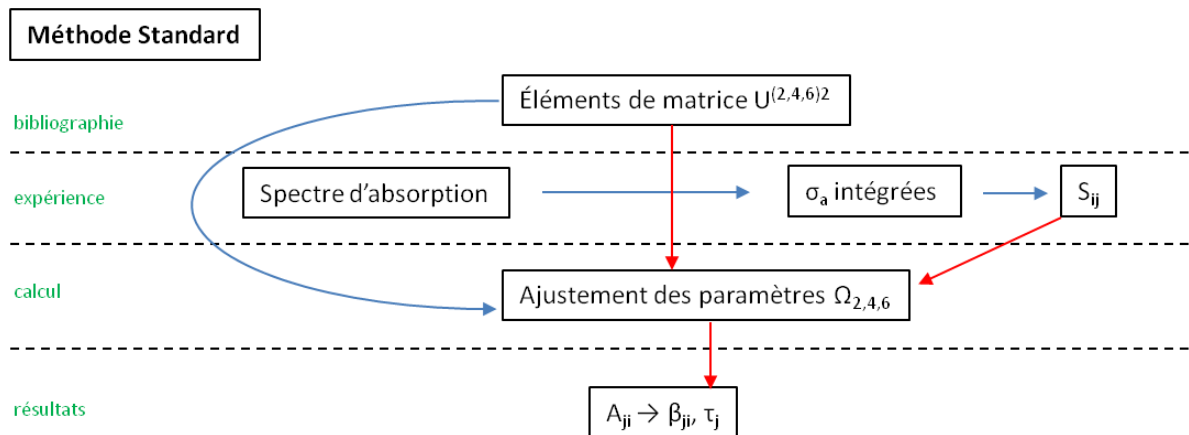 Méthode Standard
Éléments de matrice U⁽²,⁴,⁶⁾²
bibliographie
expérience
Spectre d'absorption
σₐ intégrées
Sᵢⱼ
calcul
Ajustement des paramètres Ω₂,₄,₆
résultats
Aⱼᵢ → βⱼᵢ, τⱼ